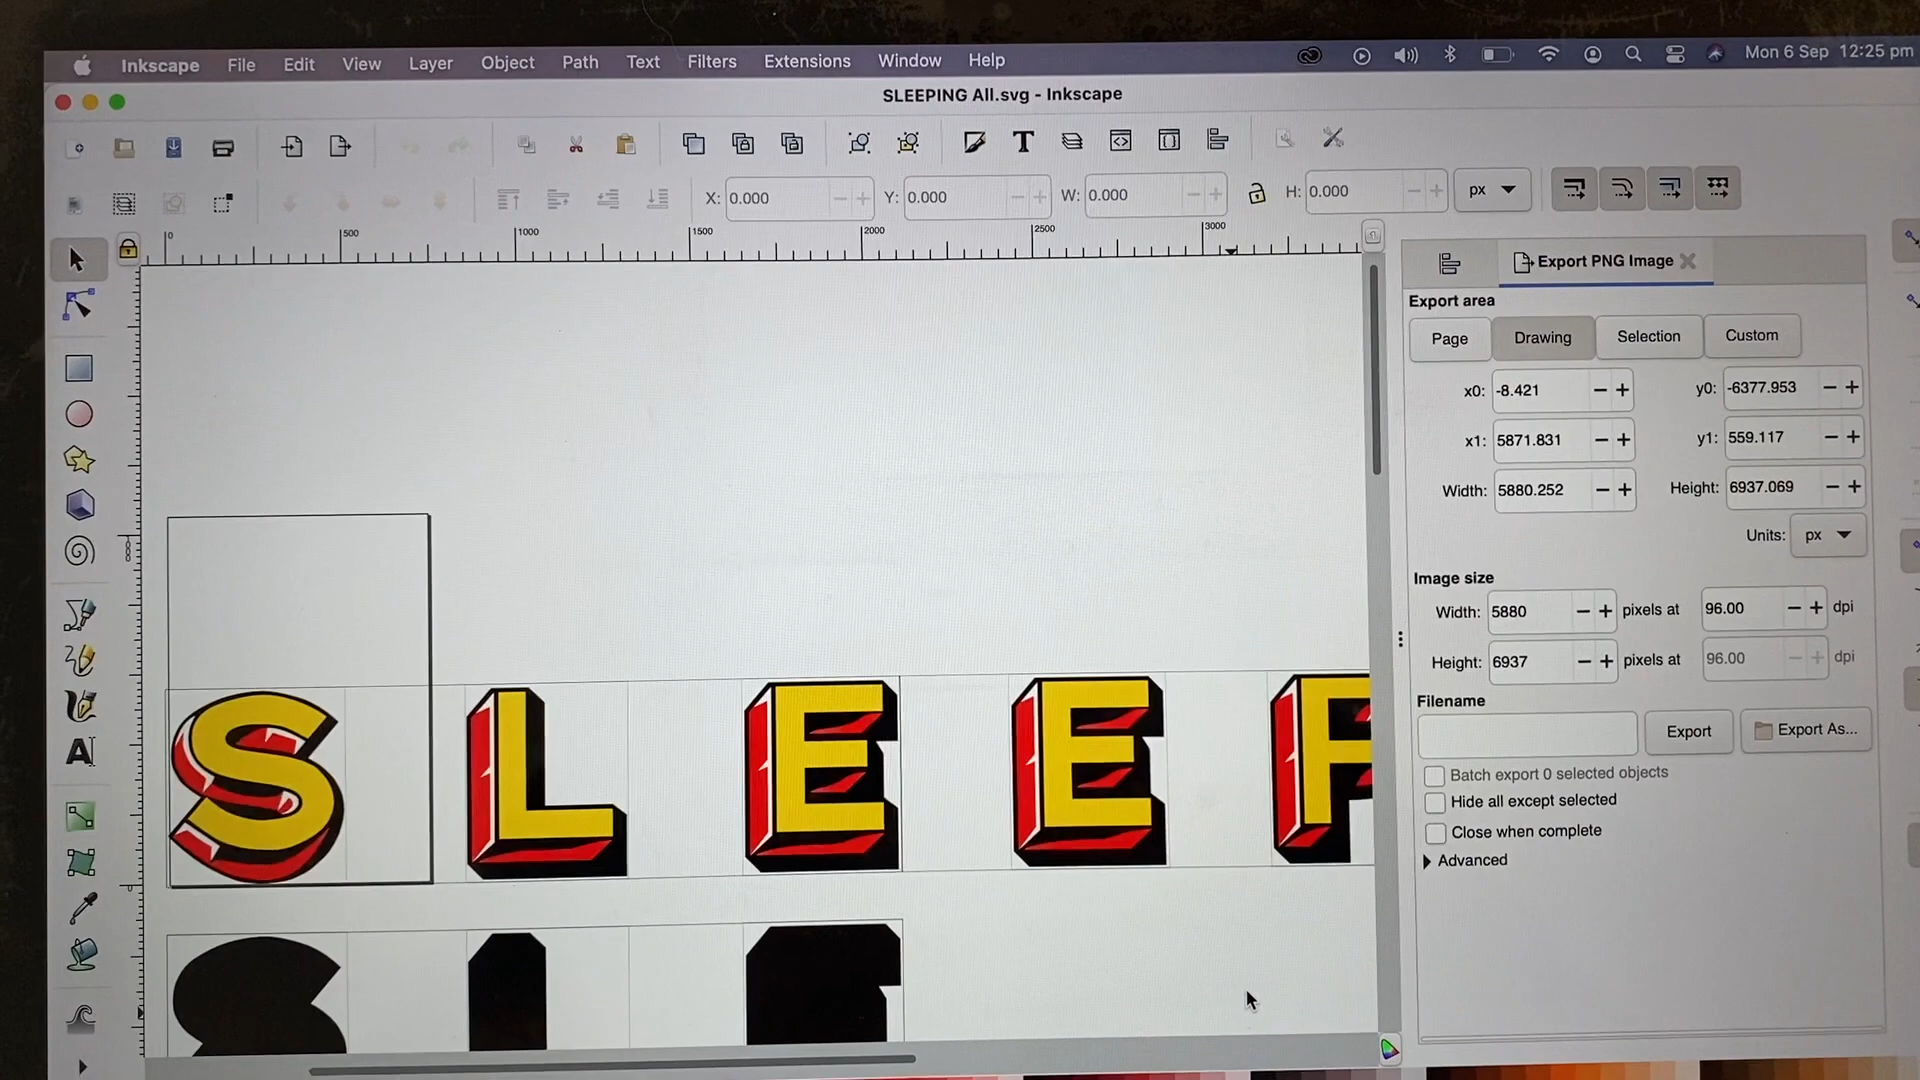 Inkscape File Edit View Layer Object Path Text Filters Extensions Window Help Mon 6 Sep 12:25 pm
SLEEPING All.svg - Inkscape
X: 0.000 Y: 0.000 W: 0.000 H: 0.000 px
0 500 1000 1500 2000 2500 3000
Export PNG Image
Export area
Page Drawing Selection Custom
x0: -8.421 y0: -6377.953
x1: 5871.831 y1: 559.117
Width: 5880.252 Height: 6937.069
Units: px
Image size
Width: 5880 pixels at 96.00 dpi
Height: 6937 pixels at 96.00 dpi
Filename
Export Export As...
Batch export 0 selected objects
Hide all except selected
Close when complete
Advanced
S L E E P
S L E